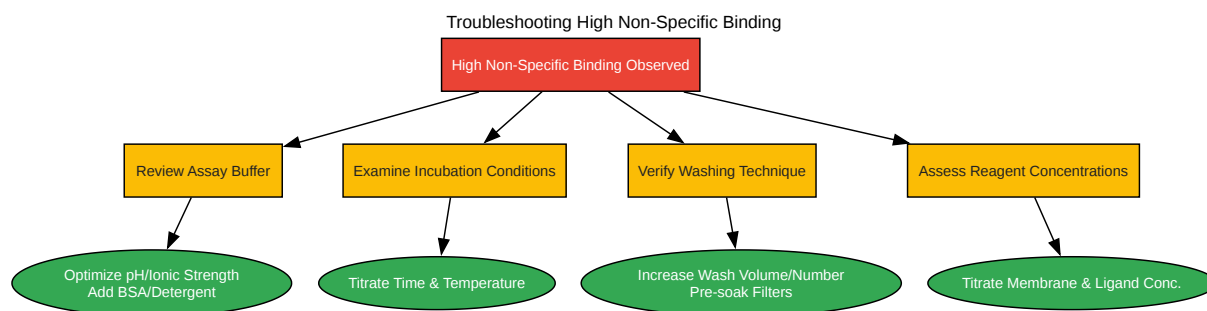 Troubleshooting High Non-Specific Binding
High Non-Specific Binding Observed
Review Assay Buffer
Examine Incubation Conditions
Verify Washing Technique
Assess Reagent Concentrations
Optimize pH/Ionic Strength
Add BSA/Detergent
Titrate Time & Temperature
Increase Wash Volume/Number
Pre-soak Filters
Titrate Membrane & Ligand Conc.